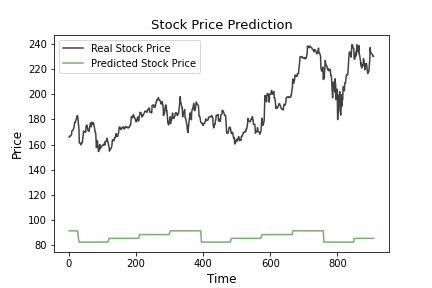 Stock Price Prediction
Real Stock Price
Predicted Stock Price
240
220
200
180
160
140
120
100
80
Price
0 200 400 600 800
Time